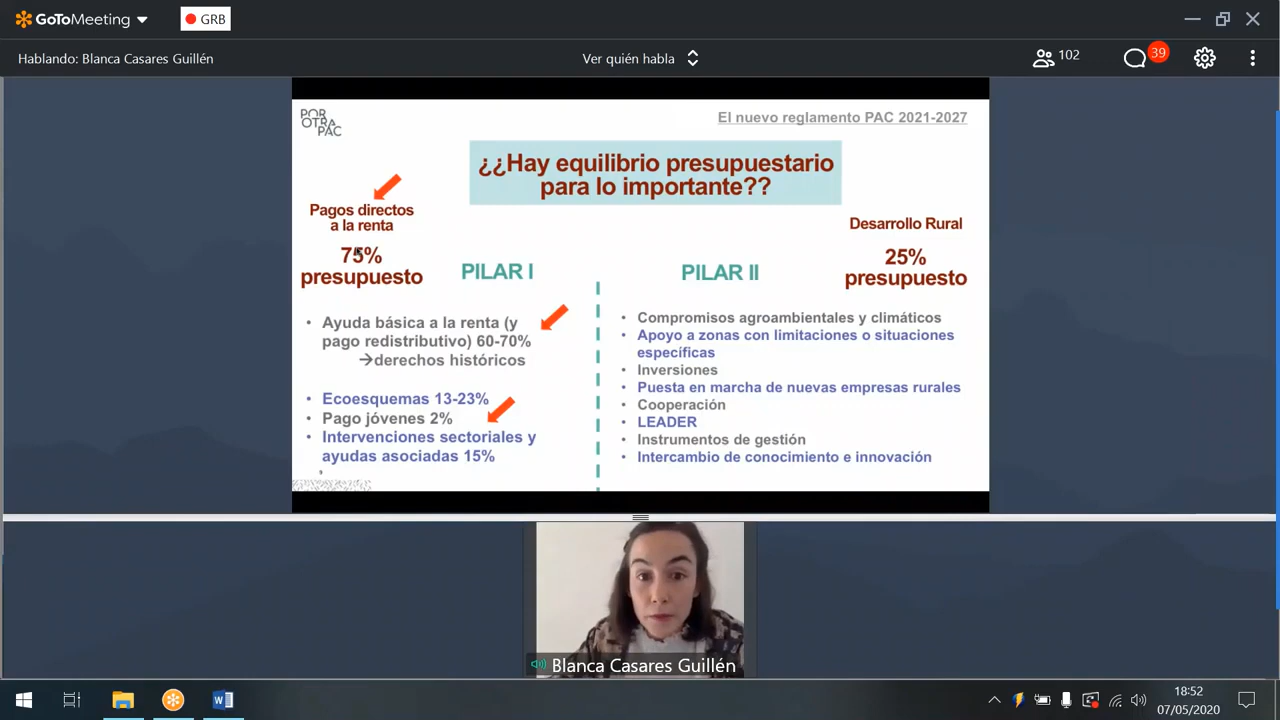 GoToMeeting
GRB
Hablando: Blanca Casares Guillén
Ver quién habla
102
39
POR
OTRA
PAC
El nuevo reglamento PAC 2021-2027
¿¿Hay equilibrio presupuestario
para lo importante??
Pagos directos
a la renta
75%
presupuesto
PILAR I
PILAR II
Desarrollo Rural
25%
presupuesto
• Ayuda básica a la renta (y
pago redistributivo) 60-70%
→derechos históricos
• Ecoesquemas 13-23%
• Pago jóvenes 2%
• Intervenciones sectoriales y
ayudas asociadas 15%
• Compromisos agroambientales y climáticos
• Apoyo a zonas con limitaciones o situaciones
específicas
• Inversiones
• Puesta en marcha de nuevas empresas rurales
• Cooperación
• LEADER
• Instrumentos de gestión
• Intercambio de conocimiento e innovación
Blanca Casares Guillén
18:52
07/05/2020